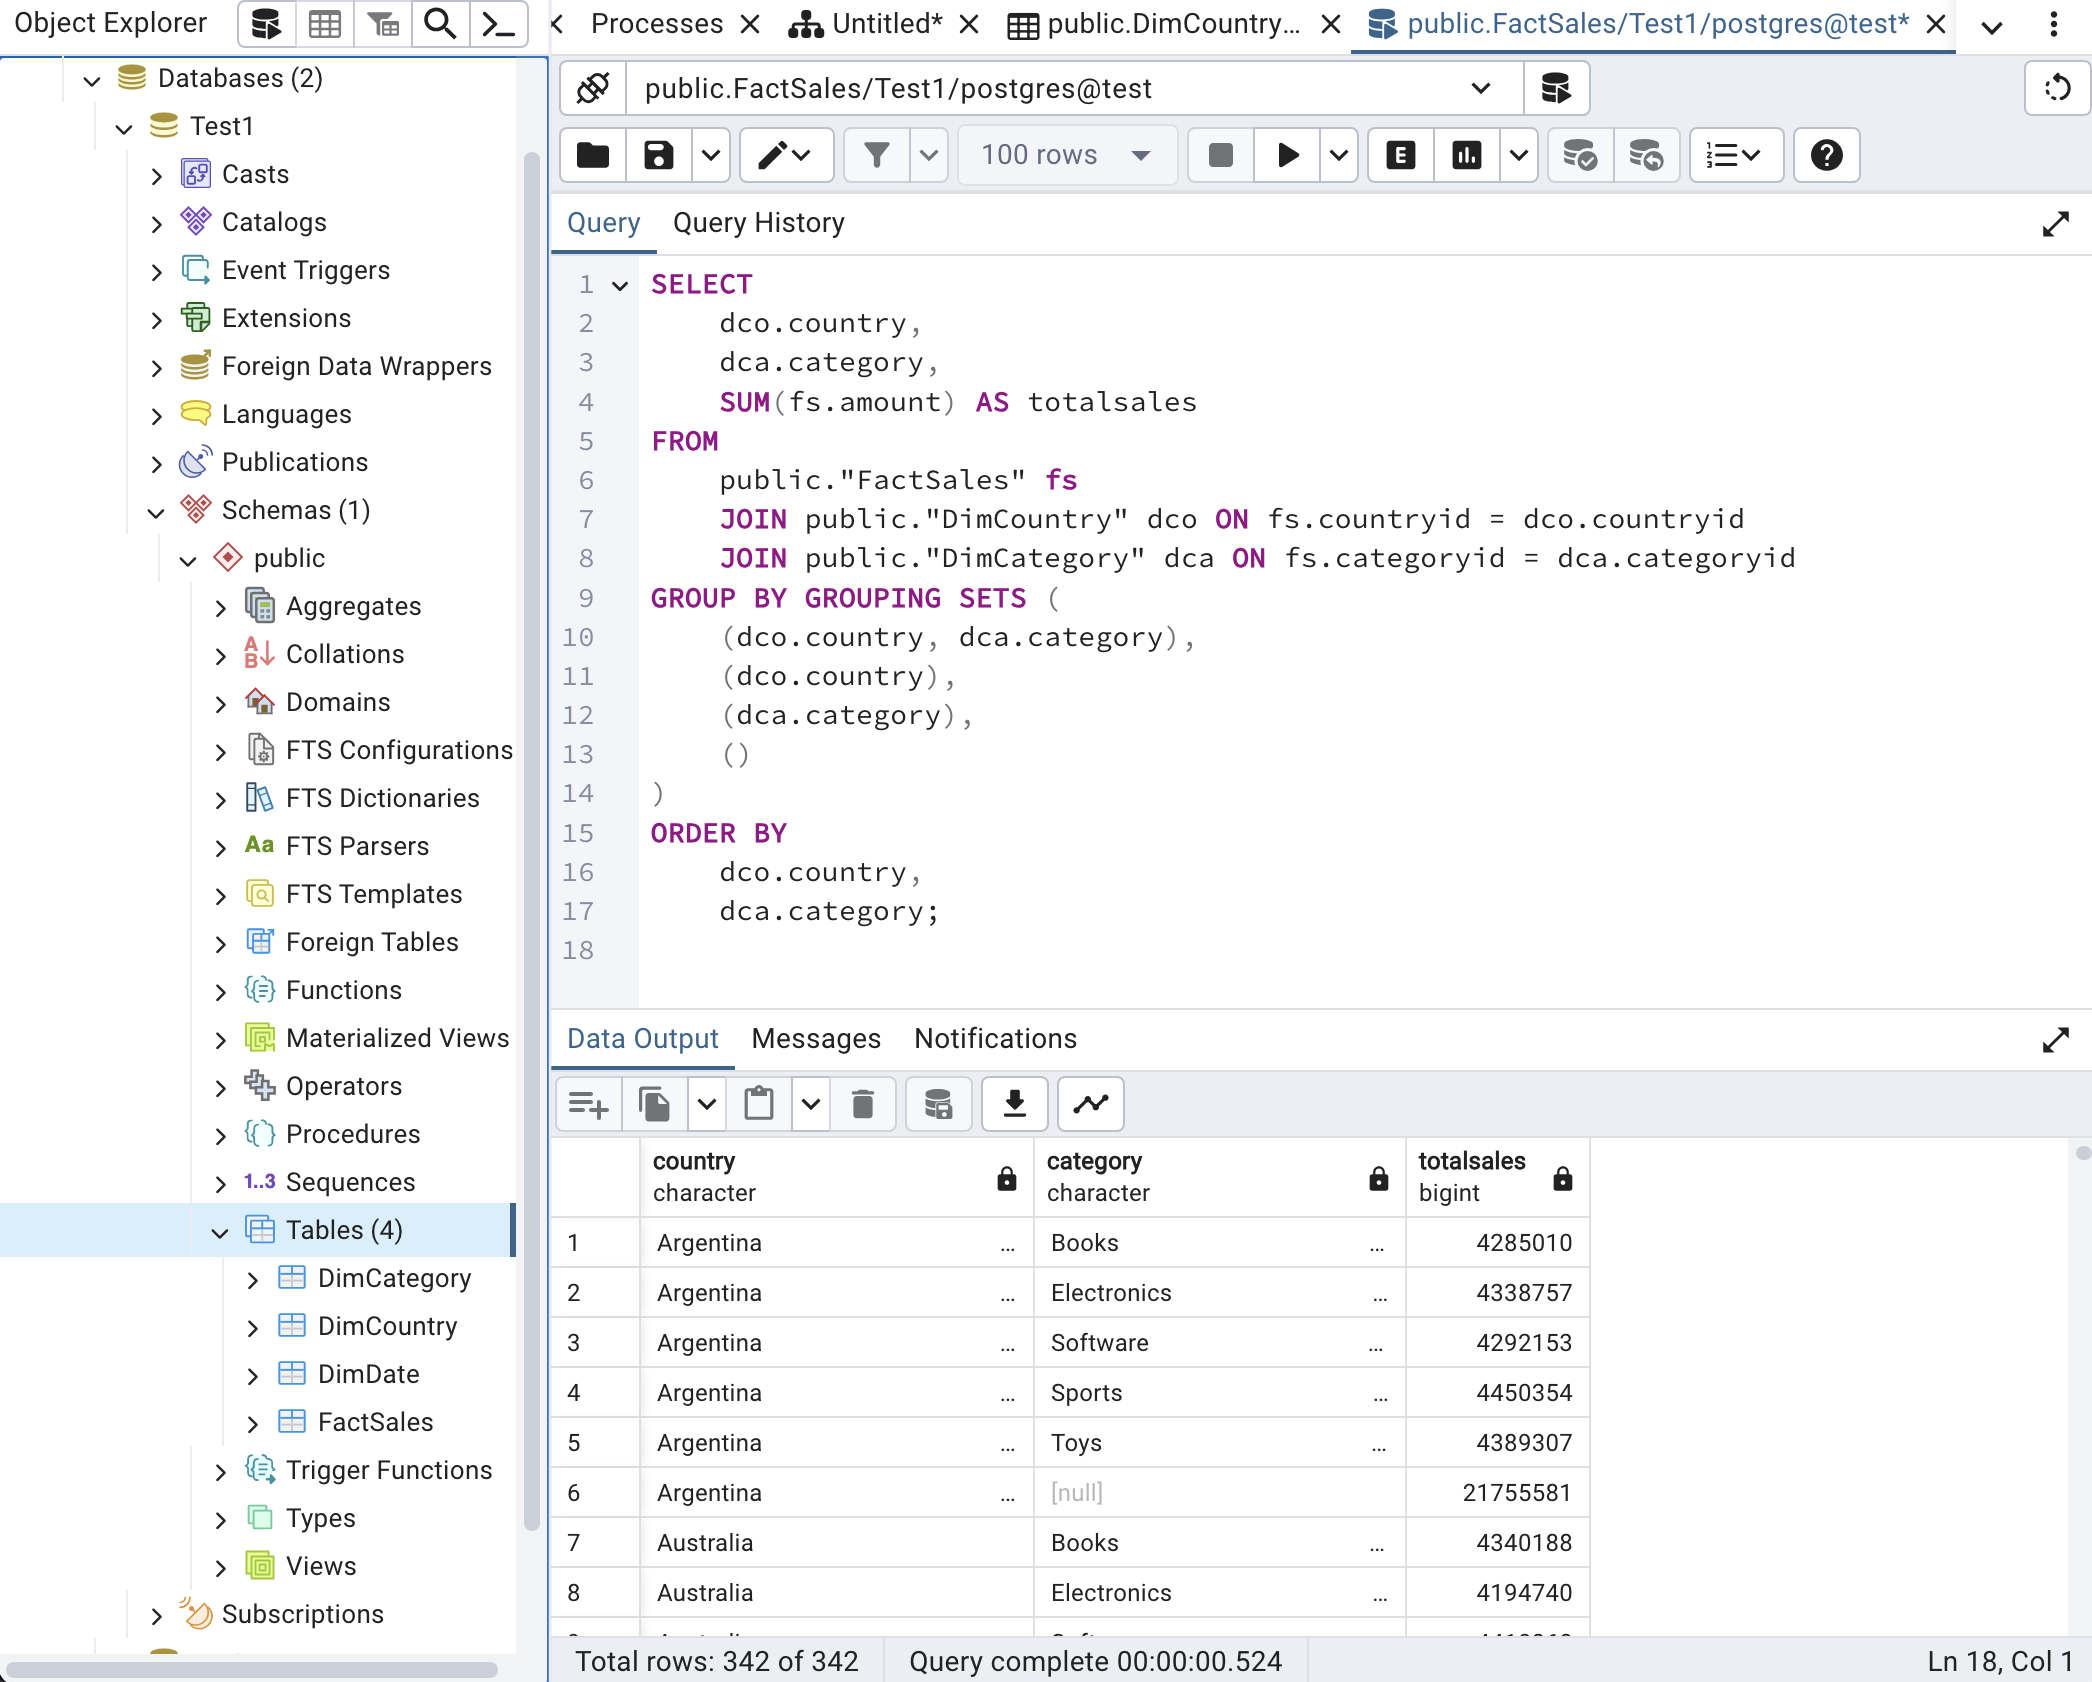 Object Explorer
Processes
Untitled*
public.DimCountry...
public.FactSales/Test1/postgres@test*
Databases (2)
Test1
Casts
Catalogs
Event Triggers
Extensions
Foreign Data Wrappers
Languages
Publications
Schemas (1)
public
Aggregates
Collations
Domains
FTS Configurations
FTS Dictionaries
Aa FTS Parsers
FTS Templates
Foreign Tables
Functions
Materialized Views
Operators
Procedures
1..3 Sequences
Tables (4)
DimCategory
DimCountry
DimDate
FactSales
Trigger Functions
Types
Views
Subscriptions
public.FactSales/Test1/postgres@test
100 rows
E
Query Query History
1 SELECT
2 dco.country,
3 dca.category,
4 SUM(fs.amount) AS totalsales
5 FROM
6 public."FactSales" fs
7 JOIN public."DimCountry" dco ON fs.countryid = dco.countryid
8 JOIN public."DimCategory" dca ON fs.categoryid = dca.categoryid
9 GROUP BY GROUPING SETS (
10 (dco.country, dca.category),
11 (dco.country),
12 (dca.category),
13 ()
14 )
15 ORDER BY
16 dco.country,
17 dca.category;
18
Data Output Messages Notifications
country category totalsales
character character bigint
1 Argentina ... Books ... 4285010
2 Argentina ... Electronics ... 4338757
3 Argentina ... Software ... 4292153
4 Argentina ... Sports ... 4450354
5 Argentina ... Toys ... 4389307
6 Argentina ... [null] 21755581
7 Australia Books ... 4340188
8 Australia Electronics ... 4194740
Total rows: 342 of 342
Query complete 00:00:00.524
Ln 18, Col 1